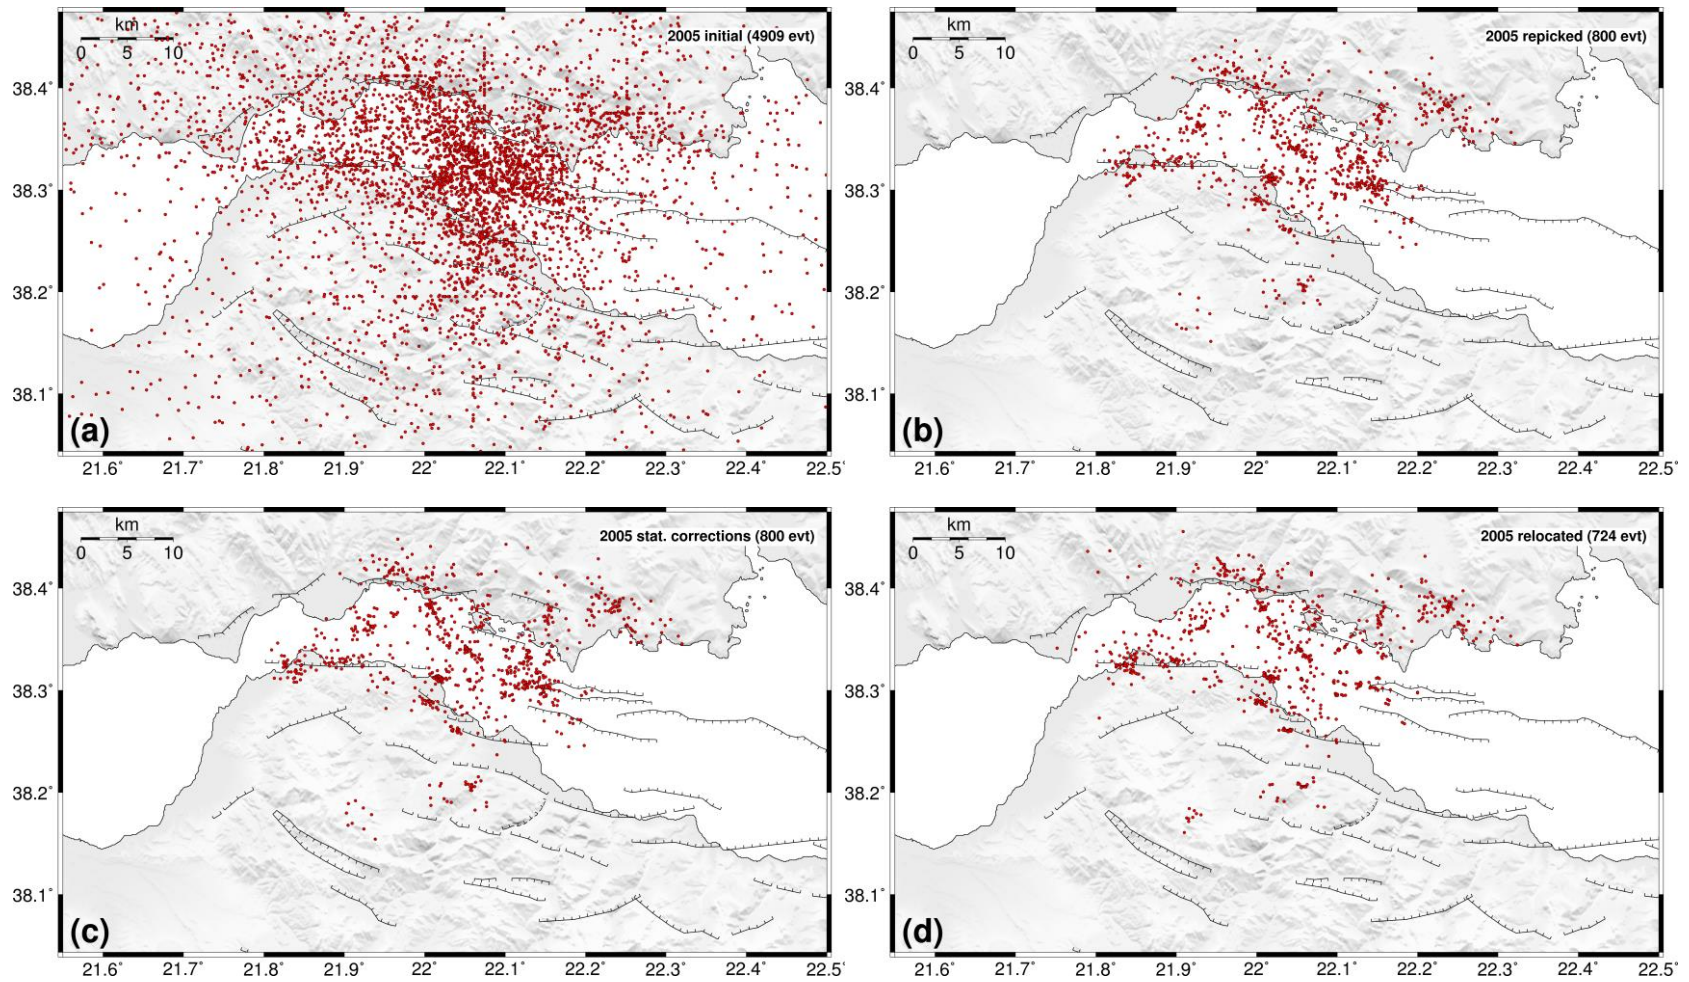 km
0 5 10
2005 initial (4909 evt)
38.4°
38.3°
38.2°
38.1°
(a)
21.6° 21.7° 21.8° 21.9° 22° 22.1° 22.2° 22.3° 22.4° 22.5°
km
0 5 10
2005 repicked (800 evt)
38.4°
38.3°
38.2°
38.1°
(b)
21.6° 21.7° 21.8° 21.9° 22° 22.1° 22.2° 22.3° 22.4° 22.5°
km
0 5 10
2005 stat. corrections (800 evt)
38.4°
38.3°
38.2°
38.1°
(c)
21.6° 21.7° 21.8° 21.9° 22° 22.1° 22.2° 22.3° 22.4° 22.5°
km
0 5 10
2005 relocated (724 evt)
38.4°
38.3°
38.2°
38.1°
(d)
21.6° 21.7° 21.8° 21.9° 22° 22.1° 22.2° 22.3° 22.4° 22.5°